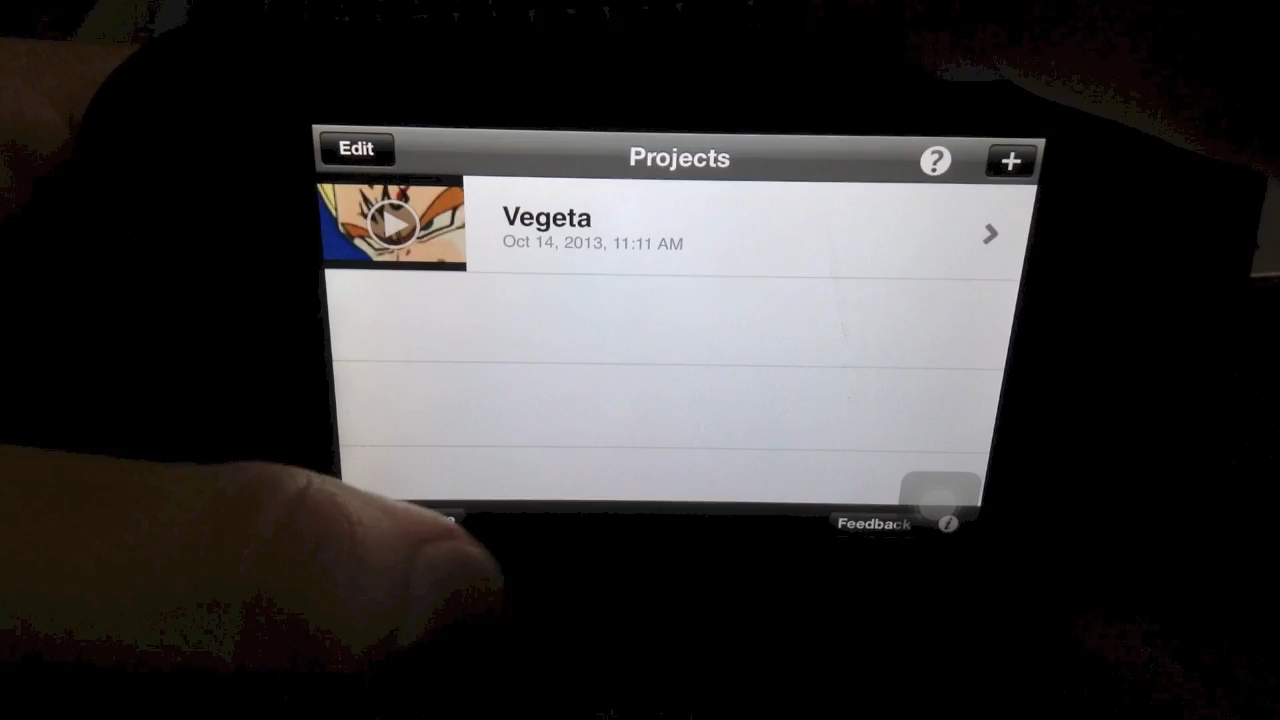 Edit
Projects
?
+
Vegeta
Oct 14, 2013, 11:11 AM
Feedback
i